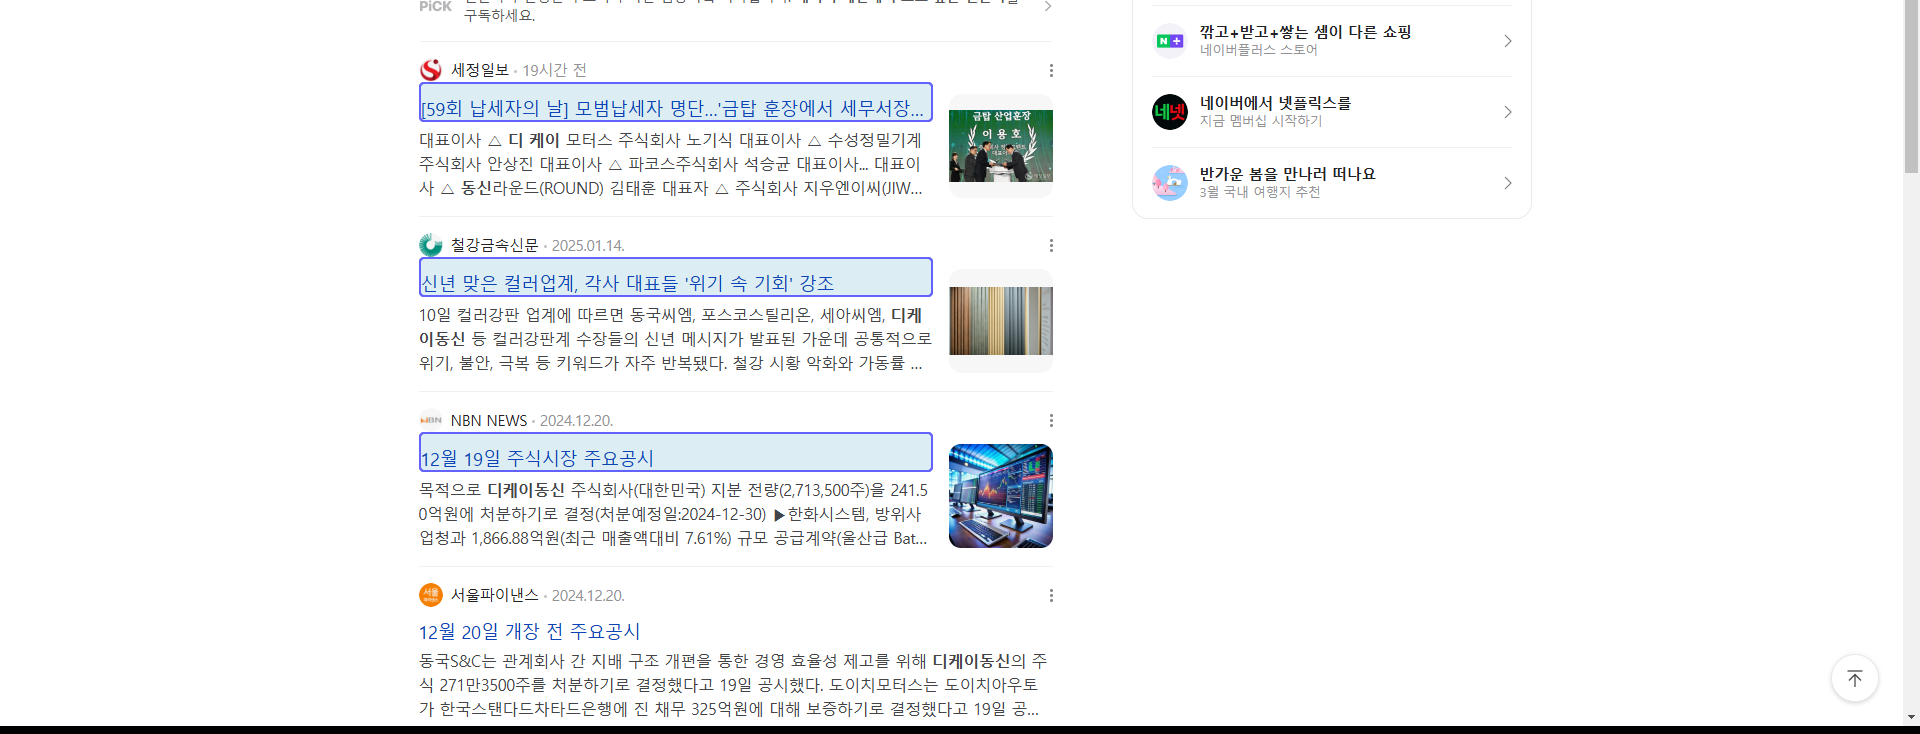 PiCK
구독하세요.
세정일보 · 19시간 전
[59회 납세자의 날] 모범납세자 명단...'금탑 훈장에서 세무서장...
대표이사 △ 디 케이 모터스 주식회사 노기식 대표이사 △ 수성정밀기계
주식회사 안상진 대표이사 △ 파코스주식회사 석승균 대표이사... 대표이
사 △ 동신라운드(ROUND) 김태훈 대표자 △ 주식회사 지우엔이씨(JIW...
금탑 산업훈장
이 용 호
철강금속신문 · 2025.01.14.
신년 맞은 컬러업계, 각사 대표들 '위기 속 기회' 강조
10일 컬러강판 업계에 따르면 동국씨엠, 포스코스틸리온, 세아씨엠, 디케
이동신 등 컬러강판계 수장들의 신년 메시지가 발표된 가운데 공통적으로
위기, 불안, 극복 등 키워드가 자주 반복됐다. 철강 시황 악화와 가동률 ...
NBN
NBN NEWS · 2024.12.20.
12월 19일 주식시장 주요공시
목적으로 디케이동신 주식회사(대한민국) 지분 전량(2,713,500주)을 241.5
0억원에 처분하기로 결정(처분예정일:2024-12-30) ▶한화시스템, 방위사
업청과 1,866.88억원(최근 매출액대비 7.61%) 규모 공급계약(울산급 Bat...
서울
파이낸스
서울파이낸스 · 2024.12.20.
12월 20일 개장 전 주요공시
동국S&C는 관계회사 간 지배 구조 개편을 통한 경영 효율성 제고를 위해 디케이동신의 주
식 271만3500주를 처분하기로 결정했다고 19일 공시했다. 도이치모터스는 도이치아우토
가 한국스탠다드차타드은행에 진 채무 325억원에 대해 보증하기로 결정했다고 19일 공...
N+
깎고+받고+쌓는 셈이 다른 쇼핑
네이버플러스 스토어
네넷
네이버에서 넷플릭스를
지금 멤버십 시작하기
반가운 봄을 만나러 떠나요
3월 국내 여행지 추천